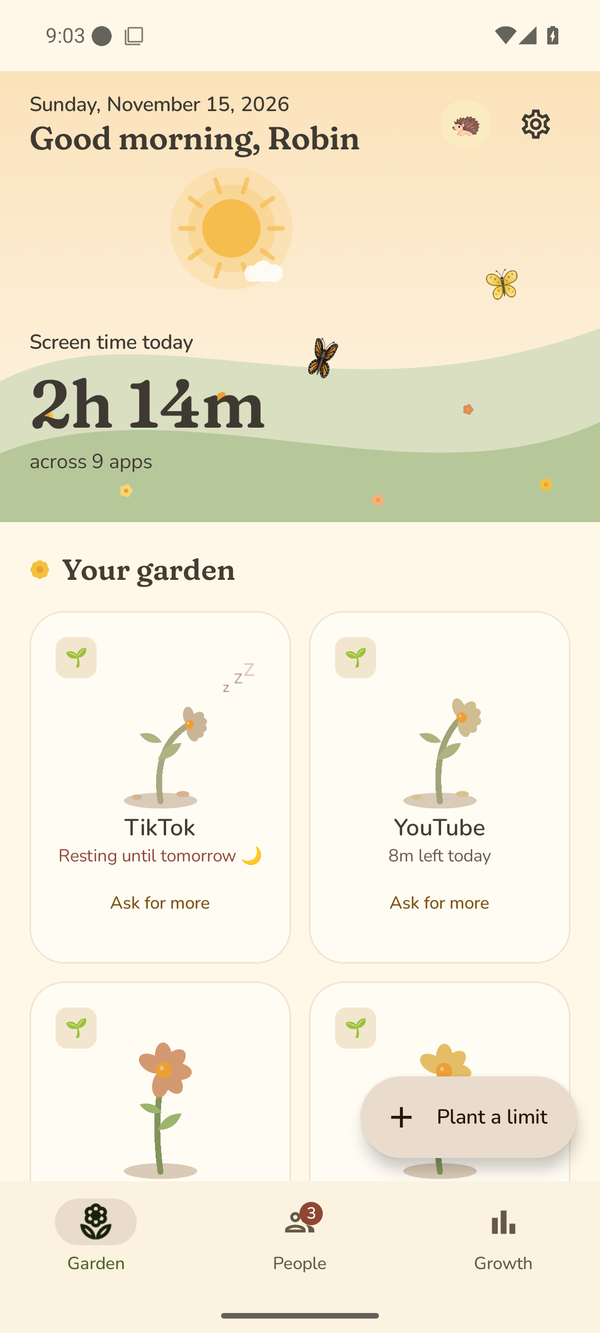 9:03
Sunday, November 15, 2026
Good morning, Robin
Screen time today
2h 14m
across 9 apps
Your garden
z z Z
TikTok
Resting until tomorrow 🌙
Ask for more
YouTube
8m left today
Ask for more
+ Plant a limit
Garden
3
People
Growth